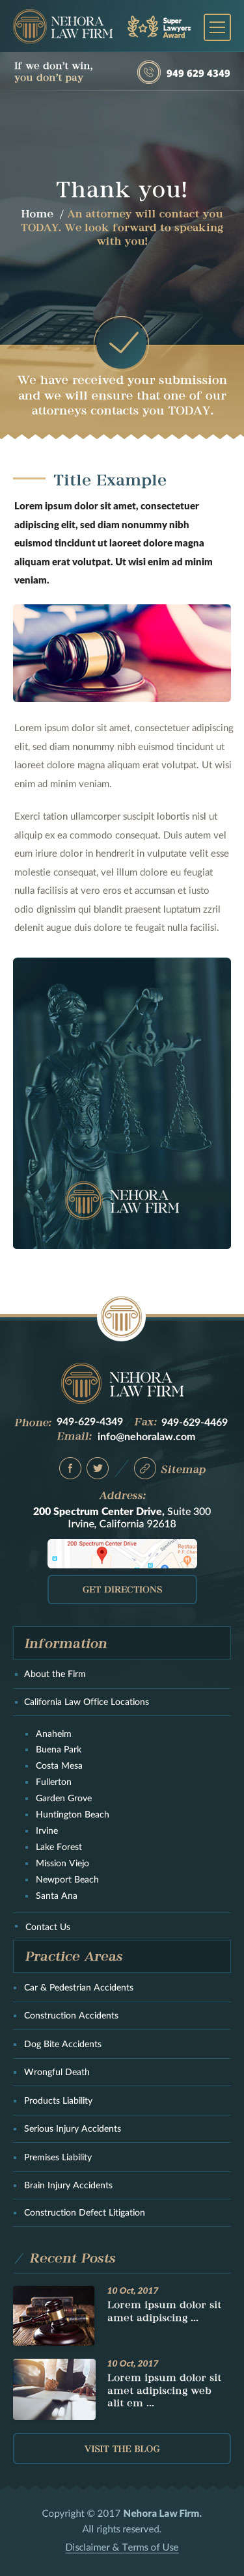 NEHORA
LAW FIRM
Super
Lawyers
Award
If we don't win,
you don't pay
949 629 4349
Thank you!
Home / An attorney will contact you
TODAY. We look forward to speaking
with you!
We have received your submission
and we will ensure that one of our
attorneys contacts you TODAY.
Title Example
Lorem ipsum dolor sit amet, consectetuer
adipiscing elit, sed diam nonummy nibh
euismod tincidunt ut laoreet dolore magna
aliquam erat volutpat. Ut wisi enim ad minim
veniam.
Lorem ipsum dolor sit amet, consectetuer adipiscing
elit, sed diam nonummy nibh euismod tincidunt ut
laoreet dolore magna aliquam erat volutpat. Ut wisi
enim ad minim veniam.
Exerci tation ullamcorper suscipit lobortis nisl ut
aliquip ex ea commodo consequat. Duis autem vel
eum iriure dolor in hendrerit in vulputate velit esse
molestie consequat, vel illum dolore eu feugiat
nulla facilisis at vero eros et accumsan et iusto
odio dignissim qui blandit praesent luptatum zzril
delenit augue duis dolore te feugait nulla facilisi.
NEHORA
LAW FIRM
NEHORA
LAW FIRM
Phone: 949-629-4349 / Fax: 949-629-4469
Email: info@nehoralaw.com
Sitemap
Address:
200 Spectrum Center Drive, Suite 300
Irvine, California 92618
200 Spectrum Center Drive
Restau
GET DIRECTIONS
Information
About the Firm
California Law Office Locations
Anaheim
Buena Park
Costa Mesa
Fullerton
Garden Grove
Huntington Beach
Irvine
Lake Forest
Mission Viejo
Newport Beach
Santa Ana
Contact Us
Practice Areas
Car & Pedestrian Accidents
Construction Accidents
Dog Bite Accidents
Wrongful Death
Products Liability
Serious Injury Accidents
Premises Liability
Brain Injury Accidents
Construction Defect Litigation
/ Recent Posts
10 Oct, 2017
Lorem ipsum dolor sit
amet adipiscing ...
10 Oct, 2017
Lorem ipsum dolor sit
amet adipiscing web
alit em ...
VISIT THE BLOG
Copyright © 2017 Nehora Law Firm.
All rights reserved.
Disclaimer & Terms of Use